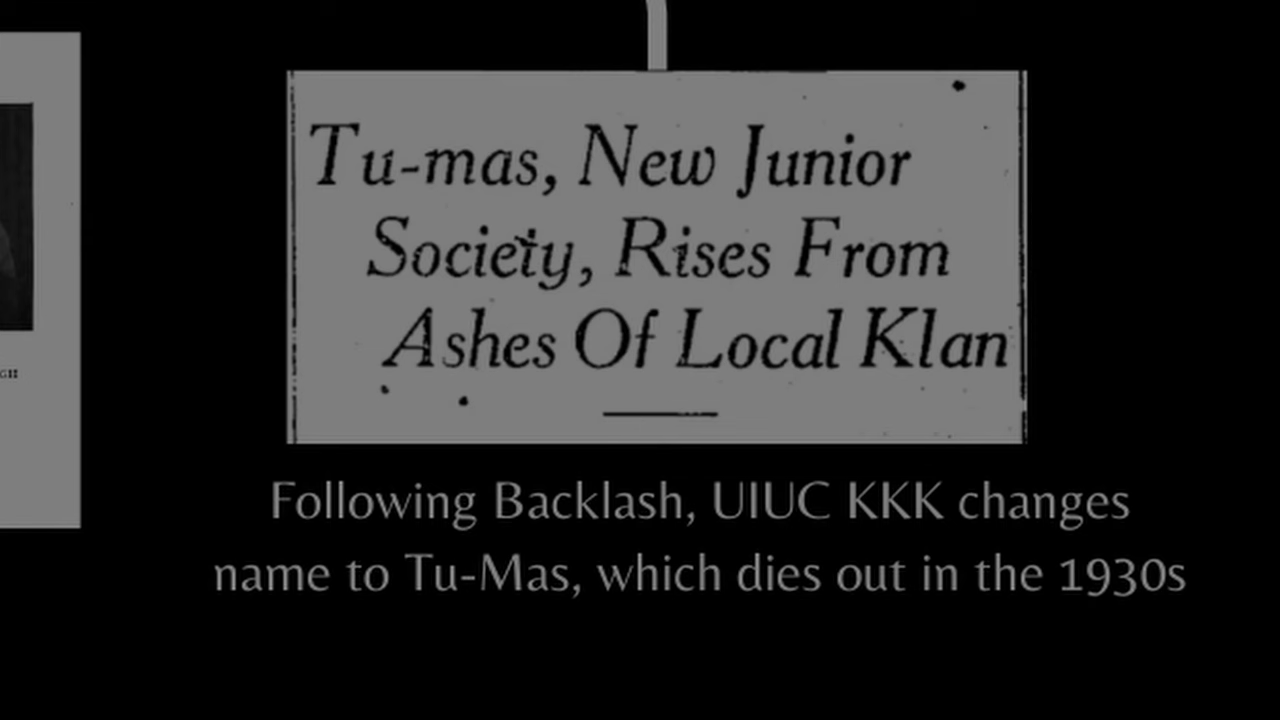 Tu-mas, New Junior
Society, Rises From
Ashes Of Local Klan
Following Backlash, UIUC KKK changes
name to Tu-Mas, which dies out in the 1930s